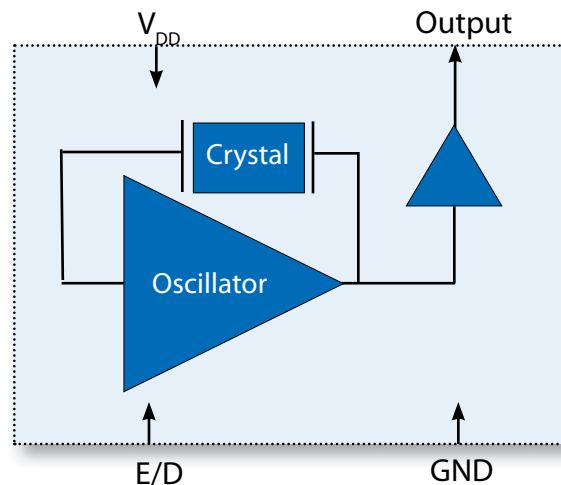 V_DD
Output
Crystal
Oscillator
E/D
GND